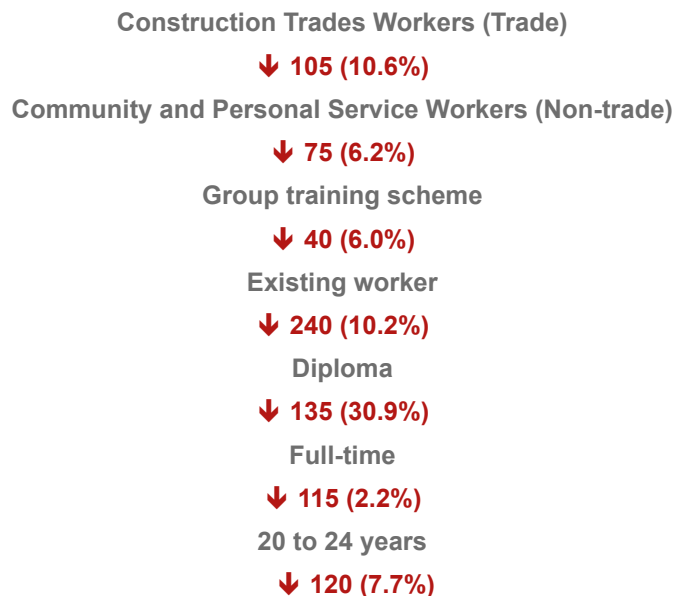 Construction Trades Workers (Trade)
↓ 105 (10.6%)
Community and Personal Service Workers (Non-trade)
↓ 75 (6.2%)
Group training scheme
↓ 40 (6.0%)
Existing worker
↓ 240 (10.2%)
Diploma
↓ 135 (30.9%)
Full-time
↓ 115 (2.2%)
20 to 24 years
↓ 120 (7.7%)